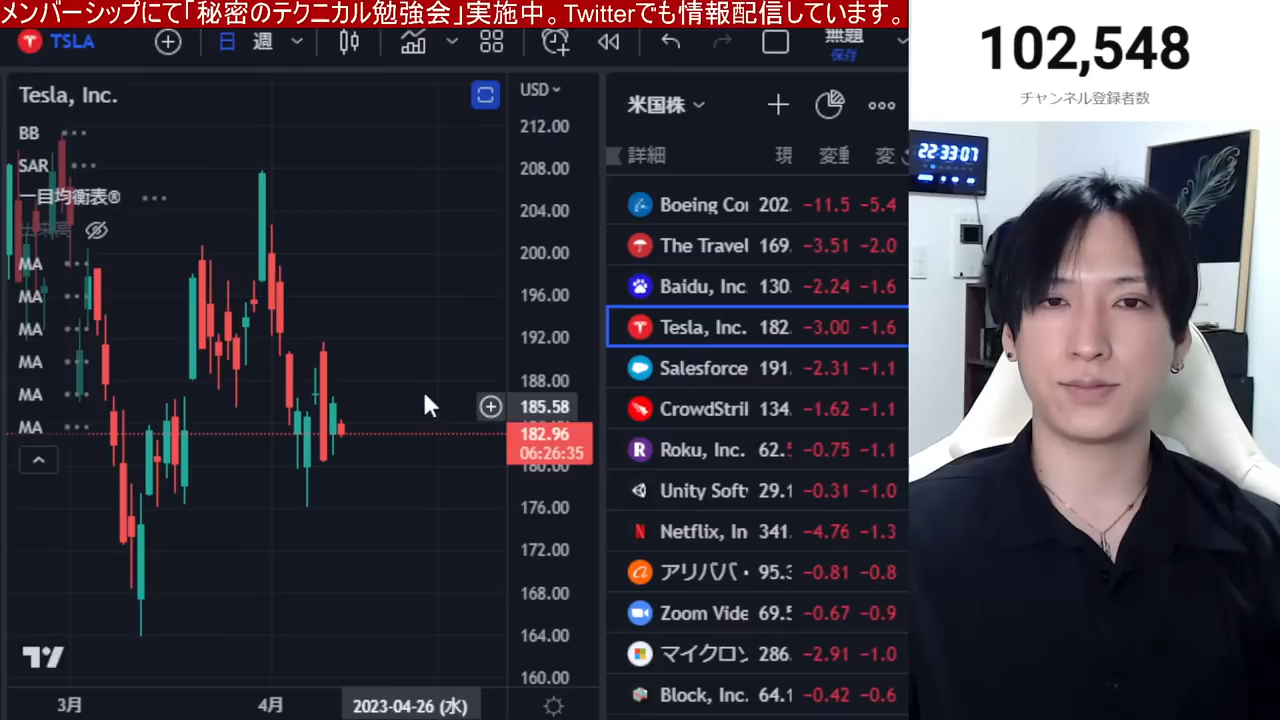 メンバーシップにて「秘密のテクニカル勉強会」実施中。Twitterでも情報配信しています。
TSLA
日 週
無題
保存
102,548
チャンネル登録者数
Tesla, Inc.
USD
BB
SAR
一目均衡表®
MA
MA
MA
MA
MA
MA
212.00
208.00
204.00
200.00
196.00
192.00
188.00
185.58
182.96
06:26:35
180.00
176.00
172.00
168.00
164.00
160.00
3月
4月
2023-04-26 (水)
米国株
詳細 現 変動 変
Boeing Co 202. -11.5 -5.4
The Travel 169. -3.51 -2.0
Baidu, Inc. 130. -2.24 -1.6
Tesla, Inc. 182. -3.00 -1.6
Salesforce 191. -2.31 -1.1
CrowdStri 134. -1.62 -1.1
Roku, Inc. 62. -0.75 -1.1
Unity Soft 29.1 -0.31 -1.0
Netflix, In 341. -4.76 -1.3
アリババ・ 95.3 -0.81 -0.8
Zoom Vide 69.5 -0.67 -0.9
マイクロソ 286. -2.91 -1.0
Block, Inc. 64.1 -0.42 -0.6
22:33:07